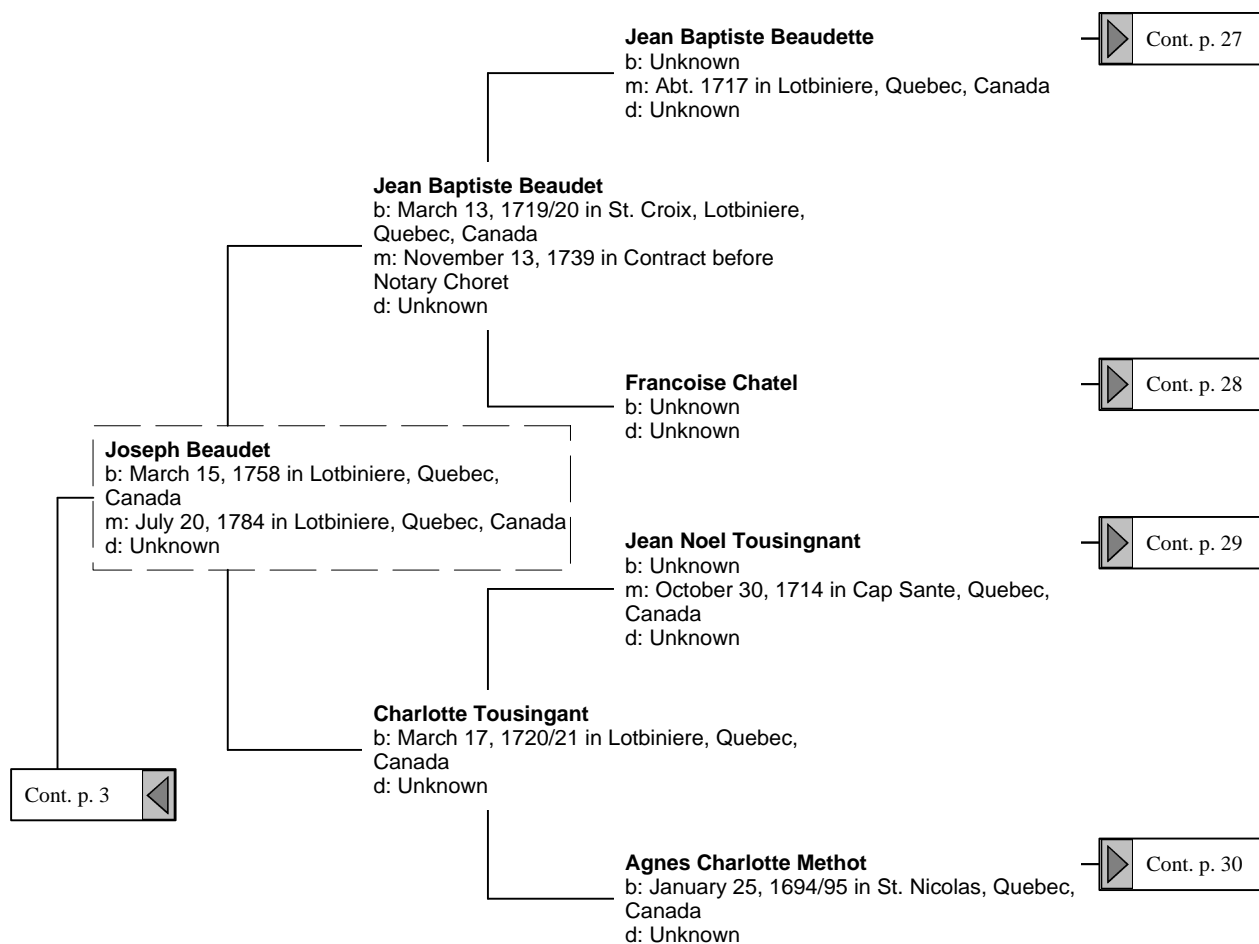 Jean Baptiste Beaudette
b: Unknown
m: Abt. 1717 in Lotbiniere, Quebec, Canada
d: Unknown
Cont. p. 27
Jean Baptiste Beaudet
b: March 13, 1719/20 in St. Croix, Lotbiniere,
Quebec, Canada
m: November 13, 1739 in Contract before
Notary Choret
d: Unknown
Francoise Chatel
b: Unknown
d: Unknown
Cont. p. 28
Joseph Beaudet
b: March 15, 1758 in Lotbiniere, Quebec,
Canada
m: July 20, 1784 in Lotbiniere, Quebec, Canada
d: Unknown
Jean Noel Tousingnant
b: Unknown
m: October 30, 1714 in Cap Sante, Quebec,
Canada
d: Unknown
Cont. p. 29
Charlotte Tousingant
b: March 17, 1720/21 in Lotbiniere, Quebec,
Canada
d: Unknown
Cont. p. 3
Agnes Charlotte Methot
b: January 25, 1694/95 in St. Nicolas, Quebec,
Canada
d: Unknown
Cont. p. 30